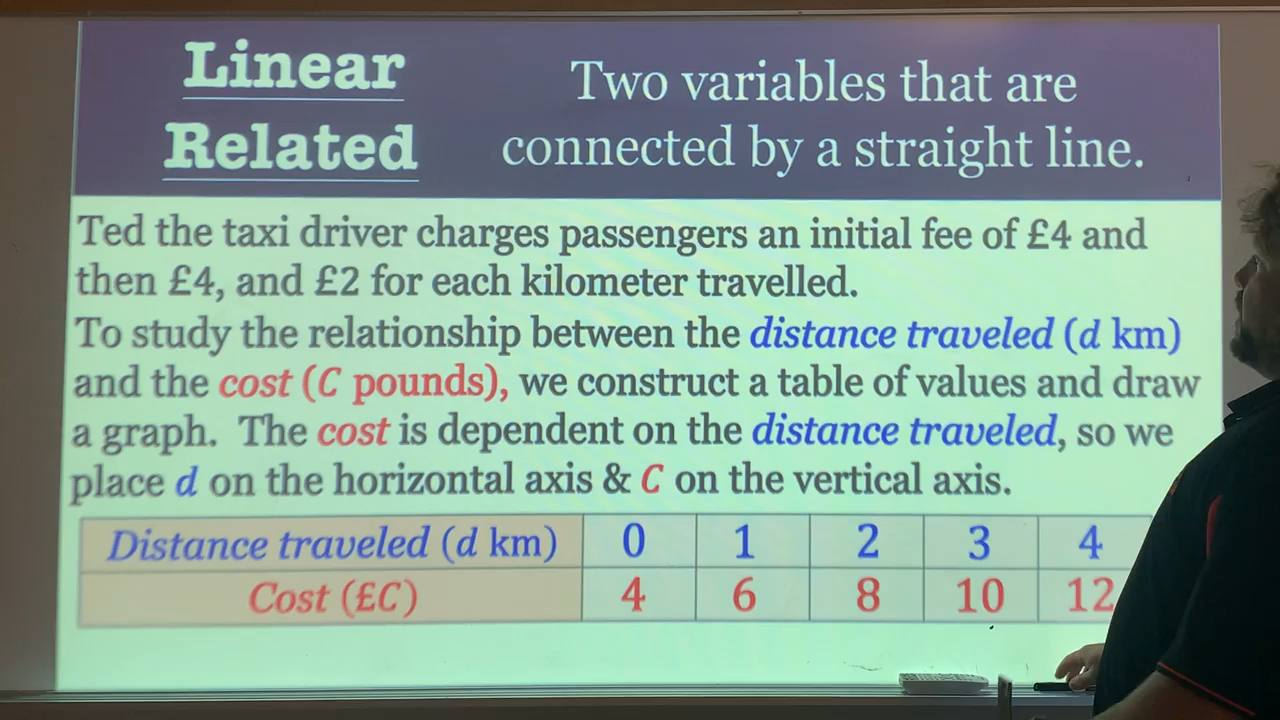 Linear
Related
Two variables that are
connected by a straight line.
Ted the taxi driver charges passengers an initial fee of £4 and
then £4, and £2 for each kilometer travelled.
To study the relationship between the distance traveled (d km)
and the cost (C pounds), we construct a table of values and draw
a graph. The cost is dependent on the distance traveled, so we
place d on the horizontal axis & C on the vertical axis.
Distance traveled (d km) 0 1 2 3 4
Cost (£C) 4 6 8 10 12